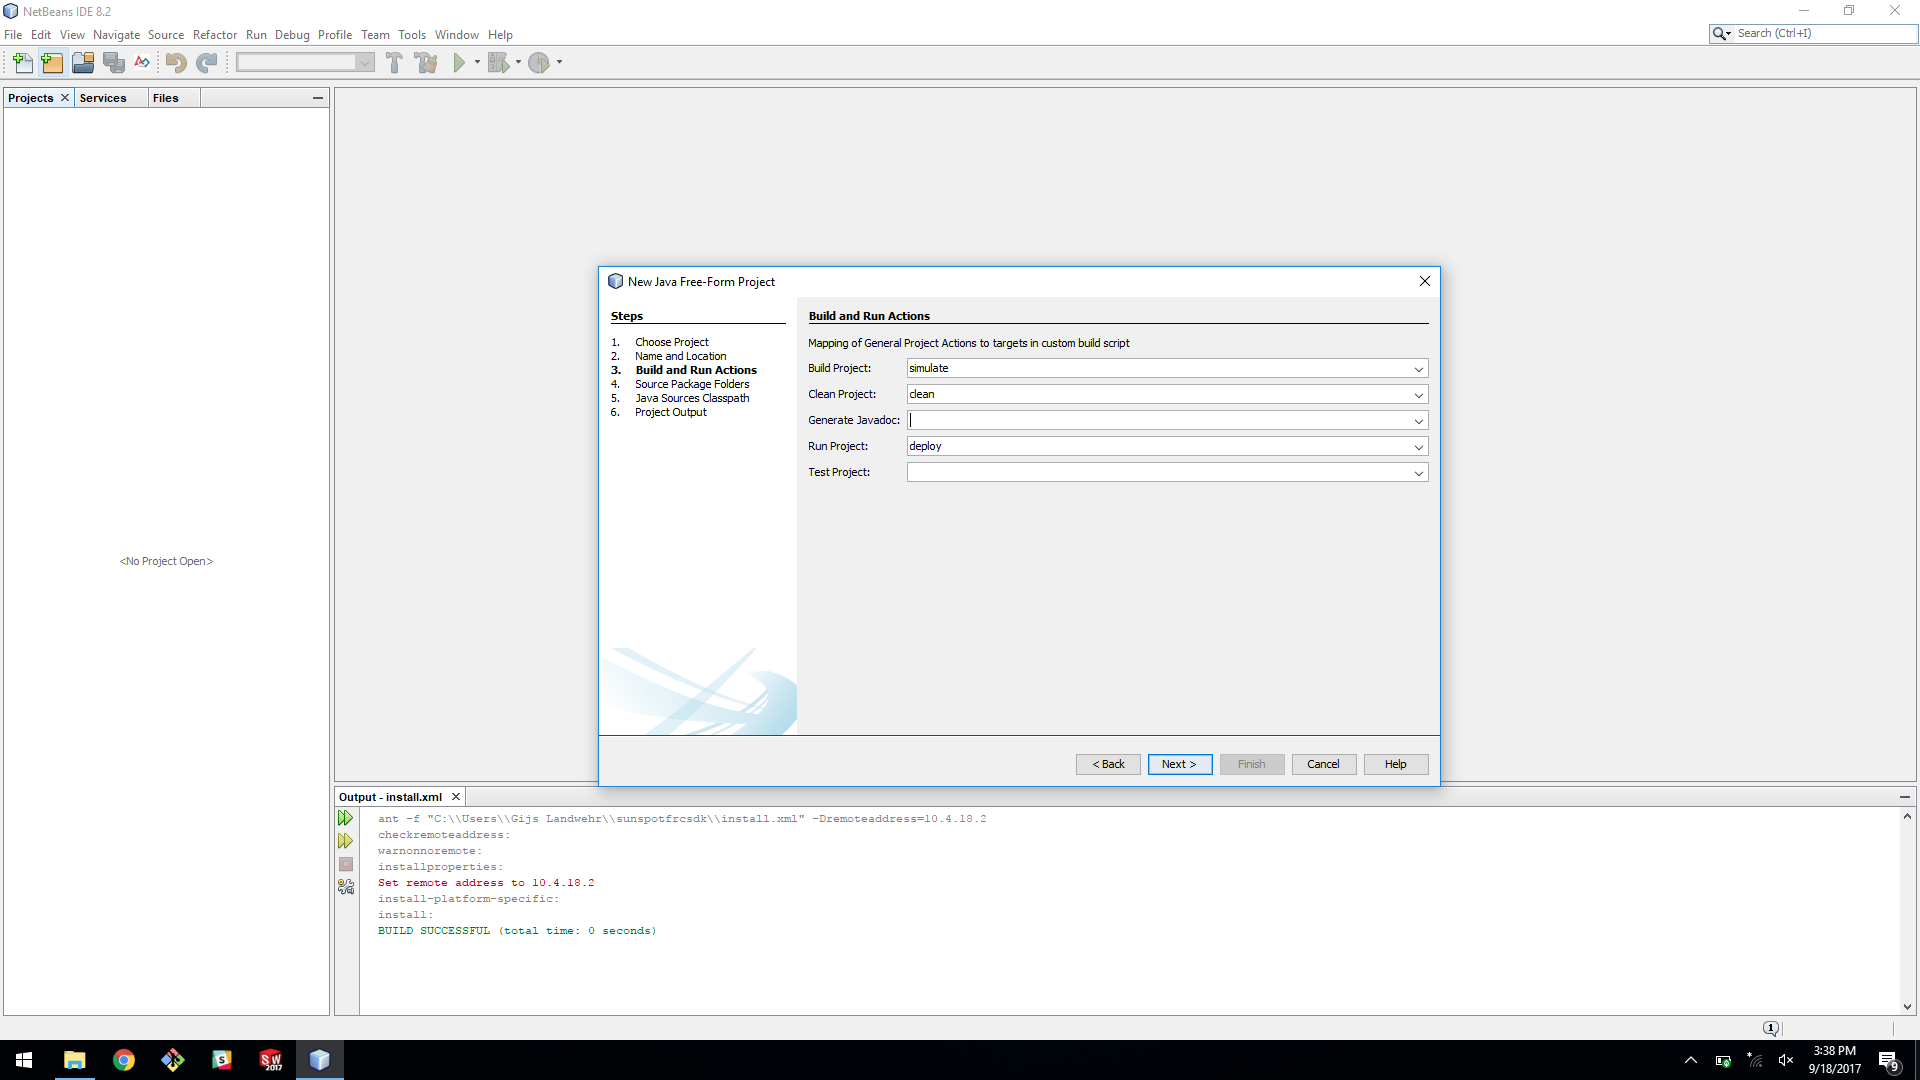 NetBeans IDE 8.2
File Edit View Navigate Source Refactor Run Debug Profile Team Tools Window Help
Search (Ctrl+I)
Projects Services Files
<No Project Open>
New Java Free-Form Project
Steps
1. Choose Project
2. Name and Location
3. Build and Run Actions
4. Source Package Folders
5. Java Sources Classpath
6. Project Output
Build and Run Actions
Mapping of General Project Actions to targets in custom build script
Build Project: simulate
Clean Project: clean
Generate Javadoc:
Run Project: deploy
Test Project:
< Back Next > Finish Cancel Help
Output - install.xml
ant -f "C:\\Users\\Gijs Landwehr\\sunspotfrcsdk\\install.xml" -Dremoteaddress=10.4.18.2
checkremoteaddress:
warnonnoremote:
installproperties:
Set remote address to 10.4.18.2
install-platform-specific:
install:
BUILD SUCCESSFUL (total time: 0 seconds)
1
S
SW
2017
3:38 PM
9/18/2017
9